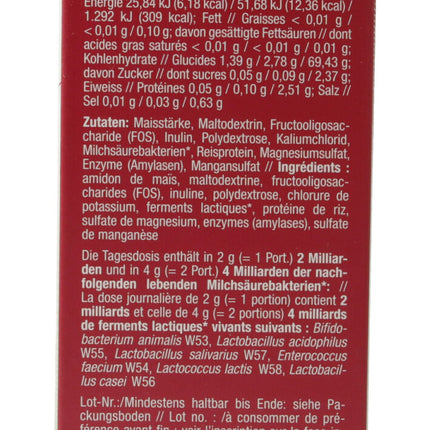 Energie 25,84 kJ (6,18 kcal) / 51,68 kJ (12,36 kcal) /
1.292 kJ (309 kcal); Fett // Graisses < 0,01 g /
< 0,01 g / 0,10 g; davon gesättigte Fettsäuren // dont
acides gras saturés < 0,01 g / < 0,01 g / 0,01 g;
Kohlenhydrate // Glucides 1,39 g / 2,78 g / 69,43 g;
davon Zucker // dont sucres 0,05 g / 0,09 g / 2,37 g;
Eiweiss // Protéines 0,05 g / 0,10 g / 2,51 g; Salz //
Sel 0,01 g / 0,03 g / 0,63 g
Zutaten: Maisstärke, Maltodextrin, Fructooligosac-
charide (FOS), Inulin, Polydextrose, Kaliumchlorid,
Milchsäurebakterien*, Reisprotein, Magnesiumsulfat,
Enzyme (Amylasen), Mangansulfat // Ingrédients :
amidon de maïs, maltodextrine, fructooligosac-
charides (FOS), inuline, polydextrose, chlorure de
potassium, ferments lactiques*, protéine de riz,
sulfate de magnesium, enzymes (amylases), sulfate
de manganèse
Die Tagesdosis enthält in 2 g (= 1 Port.) 2 Milliar-
den und in 4 g (= 2 Port.) 4 Milliarden der nach-
folgenden lebenden Milchsäurebakterien*: //
La dose journalière de 2 g (= 1 portion) contient 2
milliards et celle de 4 g (= 2 portions) 4 milliards
de ferments lactiques* vivants suivants : Bifido-
bacterium animalis W53, Lactobacillus acidophilus
W55, Lactobacillus salivarius W57, Enterococcus
faecium W54, Lactococcus lactis W58, Lactobacil-
lus casei W56
Lot-Nr.:/Mindestens haltbar bis Ende: siehe Pa-
ckungsboden // Lot no. : /à consommer de pré-
férence avant fin : voir l'inscription sur la face in-